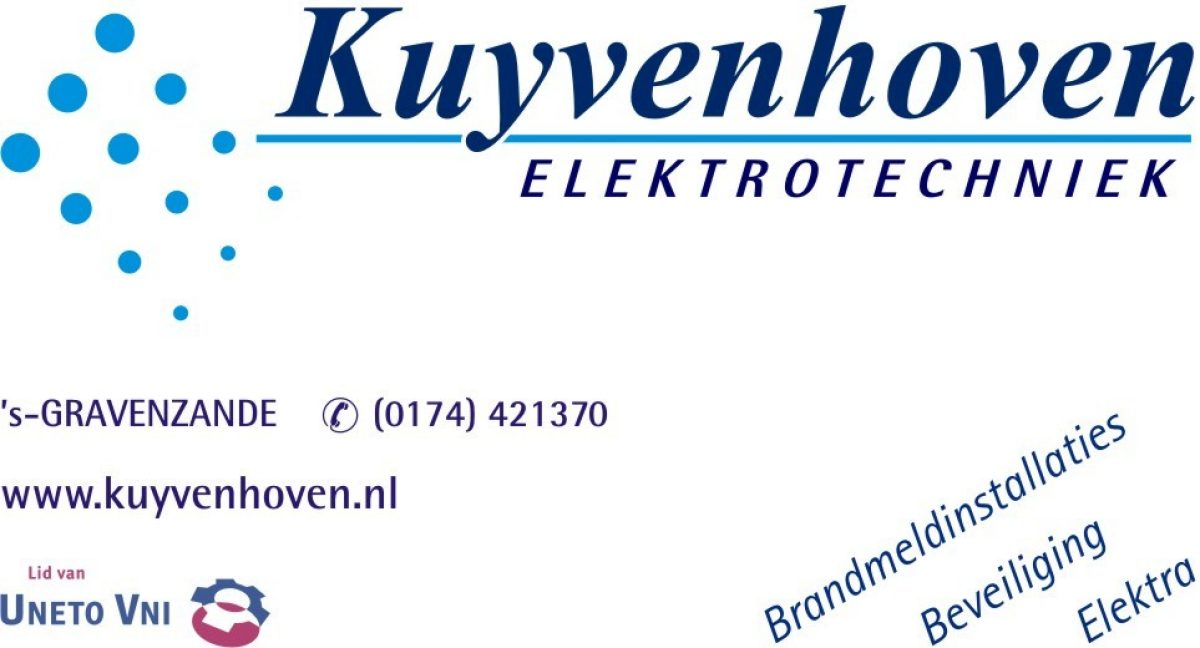 Kuyvenhoven
ELEKTROTECHNIEK
's-GRAVENZANDE ✆ (0174) 421370
www.kuyvenhoven.nl
Lid van
UNETO VNI
Brandmeldinstallaties
Beveiliging
Elektra